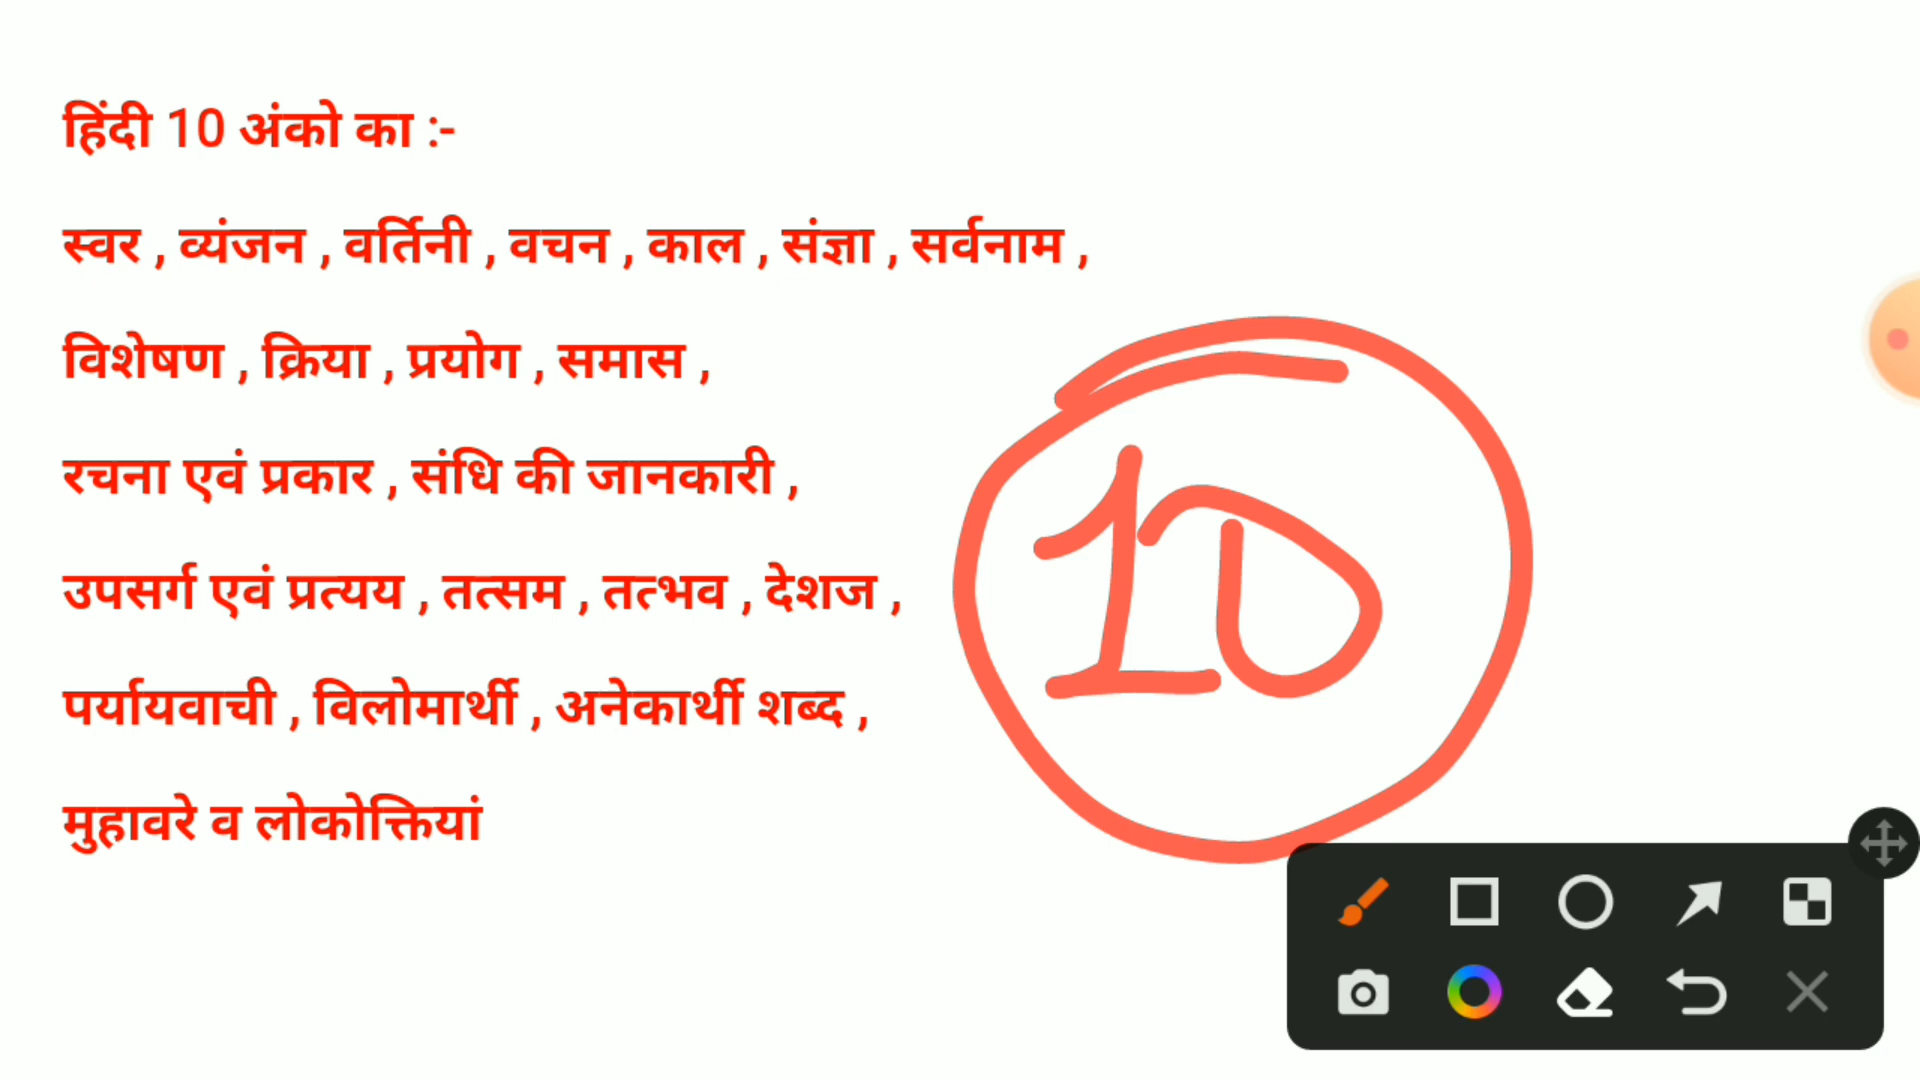 हिंदी 10 अंको का :-
स्वर , व्यंजन , वर्तिनी , वचन , काल , संज्ञा , सर्वनाम ,
विशेषण , क्रिया , प्रयोग , समास ,
रचना एवं प्रकार , संधि की जानकारी ,
उपसर्ग एवं प्रत्यय , तत्सम , तत्भव , देशज ,
पर्यायवाची , विलोमार्थी , अनेकार्थी शब्द ,
मुहावरे व लोकोक्तियां
10